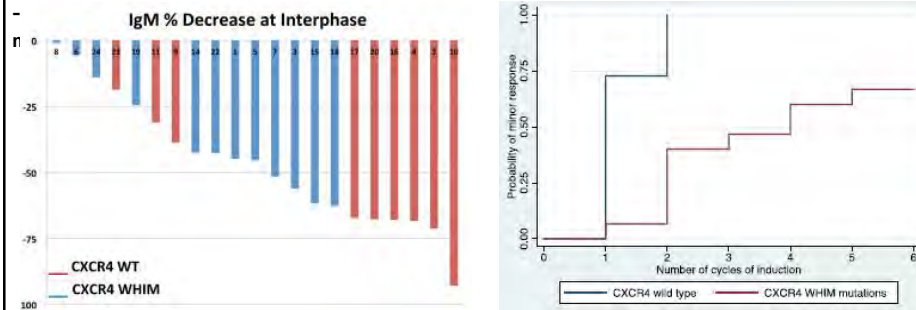 IgM % Decrease at Interphase
0
8 6 24 21 19 11 9 14 22 1 5 7 3 15 18 17 20 16 4 2 10
-25
-50
-75
100
CXCR4 WT
CXCR4 WHIM
Probability of minor response
1.00
0.75
0.50
0.25
0.00
0 1 2 3 4 5 6
Number of cycles of induction
CXCR4 wild type CXCR4 WHIM mutations